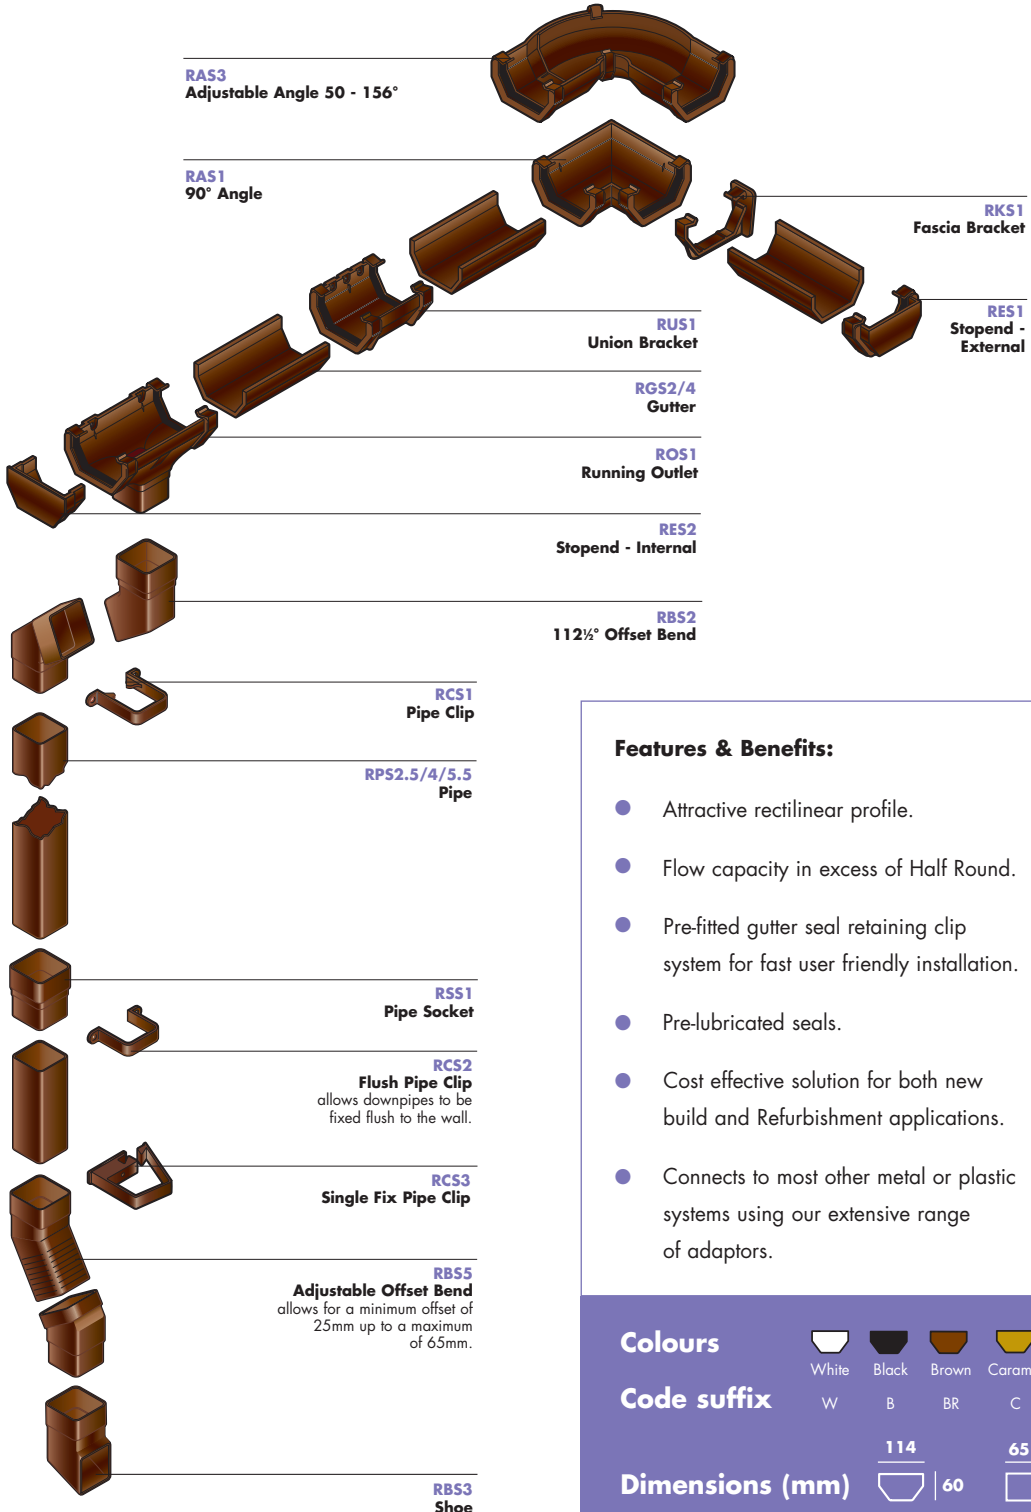 RAS3
Adjustable Angle 50 - 156°
RAS1
90° Angle
RKS1
Fascia Bracket
RES1
Stopend -
External
RUS1
Union Bracket
RGS2/4
Gutter
ROS1
Running Outlet
RES2
Stopend - Internal
RBS2
112½° Offset Bend
RCS1
Pipe Clip
RPS2.5/4/5.5
Pipe
RSS1
Pipe Socket
RCS2
Flush Pipe Clip
allows downpipes to be
fixed flush to the wall.
RCS3
Single Fix Pipe Clip
RBS5
Adjustable Offset Bend
allows for a minimum offset of
25mm up to a maximum
of 65mm.
RBS3
Shoe
Features & Benefits:
Attractive rectilinear profile.
Flow capacity in excess of Half Round.
Pre-fitted gutter seal retaining clip
system for fast user friendly installation.
Pre-lubricated seals.
Cost effective solution for both new
build and Refurbishment applications.
Connects to most other metal or plastic
systems using our extensive range
of adaptors.
Colours
White Black Brown Caram
Code suffix W B BR C
114 65
Dimensions (mm) 60